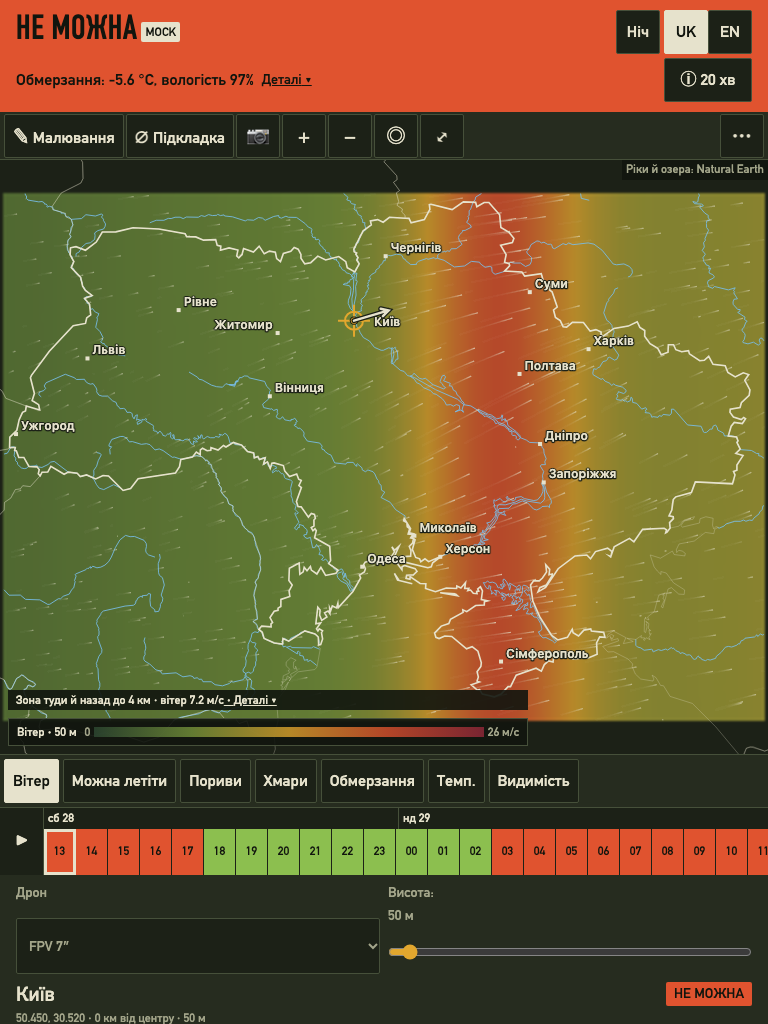 НЕ МОЖНА МОСК
Ніч UK EN
Обмерзання: -5.6 °C, вологість 97% Деталі ▾
ⓘ 20 хв
✎ Малювання ∅ Підкладка + − ◎ ⤢ ···
Ріки й озера: Natural Earth
Чернігів
Суми
Рівне
Київ
Житомир
Харків
Львів
Полтава
Вінниця
Ужгород
Дніпро
Запоріжжя
Миколаїв
Херсон
Одеса
Сімферополь
Зона туди й назад до 4 км · вітер 7.2 м/с · Деталі ▾
Вітер · 50 м 0 26 м/с
Вітер Можна летіти Пориви Хмари Обмерзання Темп. Видимість
сб 28 нд 29
13 14 15 16 17 18 19 20 21 22 23 00 01 02 03 04 05 06 07 08 09 10 11
Дрон Висота:
50 м
FPV 7″
Київ НЕ МОЖНА
50.450, 30.520 · 0 км від центру · 50 м